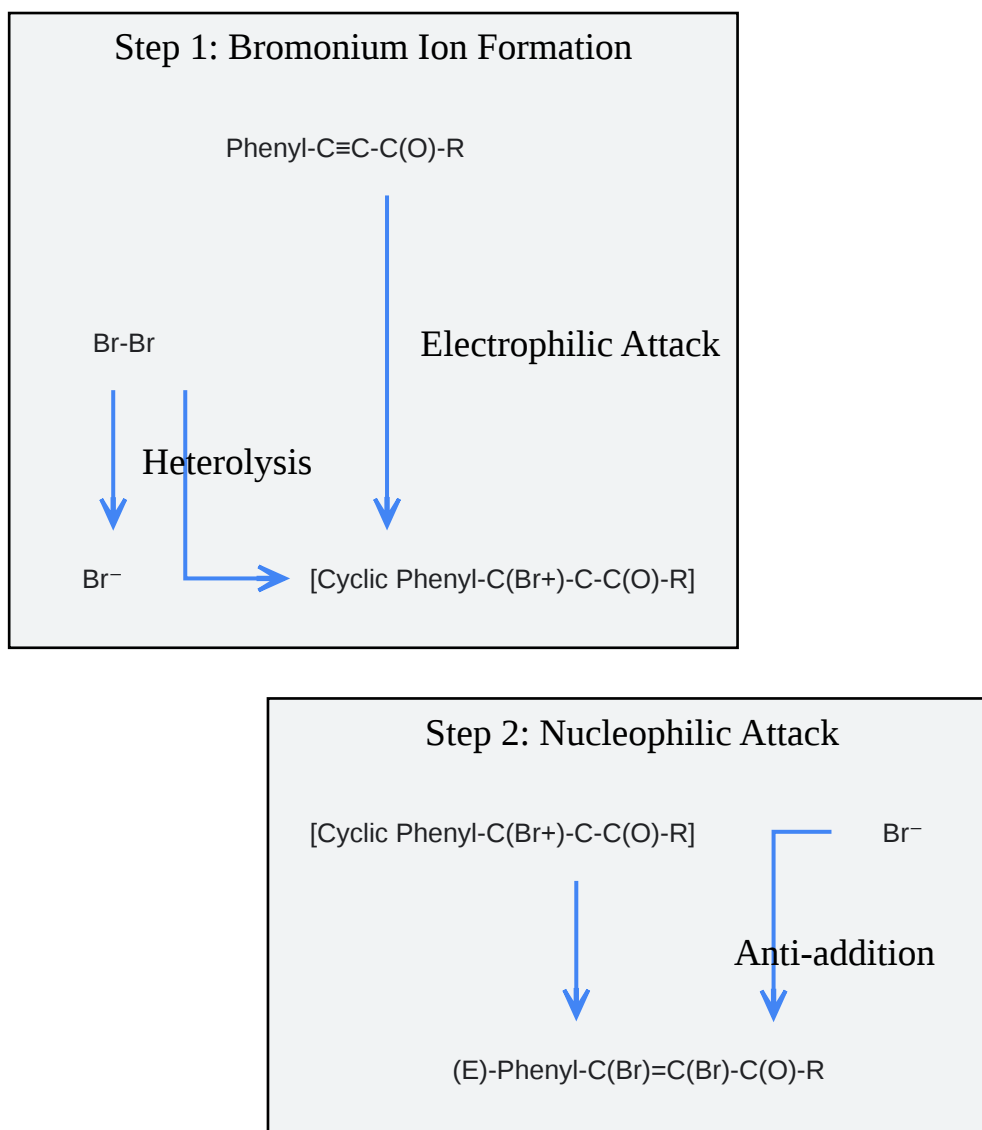 Step 1: Bromonium Ion Formation
Phenyl-C≡C-C(O)-R
Br-Br
Electrophilic Attack
Heterolysis
Br⁻
[Cyclic Phenyl-C(Br+)-C-C(O)-R]
Step 2: Nucleophilic Attack
[Cyclic Phenyl-C(Br+)-C-C(O)-R]
Br⁻
Anti-addition
(E)-Phenyl-C(Br)=C(Br)-C(O)-R